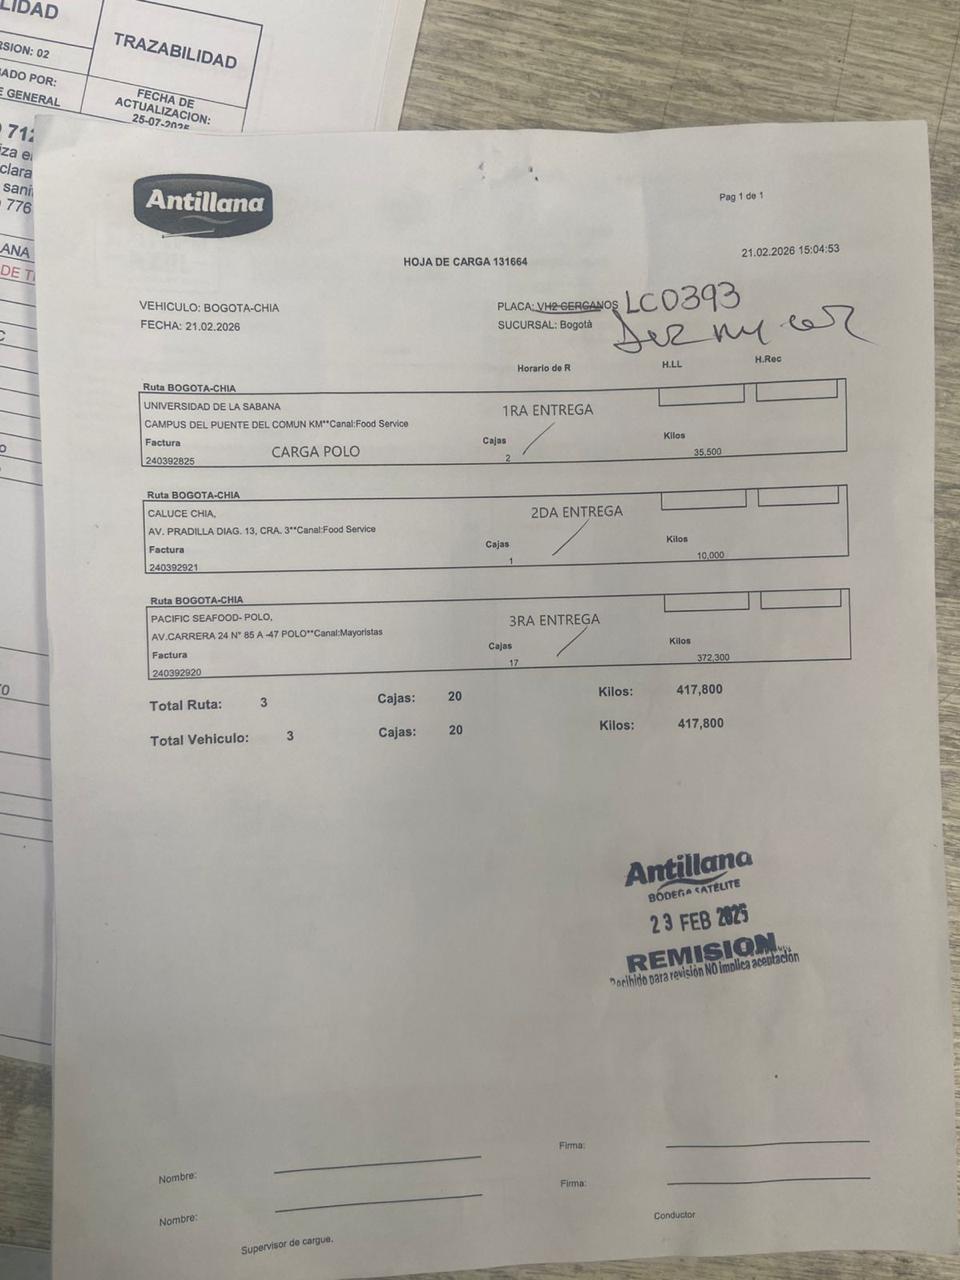 LIDAD
TRAZABILIDAD
RSION: 02
ADO POR:
E GENERAL
FECHA DE
ACTUALIZACION:
25-07-2025
712
iza e
clara
sani
776
ANA
DE T
Antillana
Pag 1 de 1
HOJA DE CARGA 131664
21.02.2026 15:04:53
VEHICULO: BOGOTA-CHIA
PLACA: VH2 CERCANOS LCO393
FECHA: 21.02.2026
SUCURSAL: Bogotà
Horario de R H.LL H.Rec
Ruta BOGOTA-CHIA
UNIVERSIDAD DE LA SABANA
1RA ENTREGA
CAMPUS DEL PUENTE DEL COMUN KM**Canal:Food Service
Factura Cajas Kilos
240392825 CARGA POLO 2 35,500
Ruta BOGOTA-CHIA
CALUCE CHIA,
2DA ENTREGA
AV. PRADILLA DIAG. 13, CRA. 3**Canal:Food Service
Factura Cajas Kilos
240392921 1 10,000
Ruta BOGOTA-CHIA
PACIFIC SEAFOOD- POLO,
3RA ENTREGA
AV.CARRERA 24 N° 85 A -47 POLO**Canal:Mayoristas
Factura Cajas Kilos
240392920 17 372,300
Total Ruta: 3 Cajas: 20 Kilos: 417,800
Total Vehiculo: 3 Cajas: 20 Kilos: 417,800
Antillana
BODEGA SATELITE
23 FEB 2025
REMISION
Recibido para revisión NO implica aceptación
Nombre: Firma:
Nombre: Firma:
Supervisor de cargue. Conductor